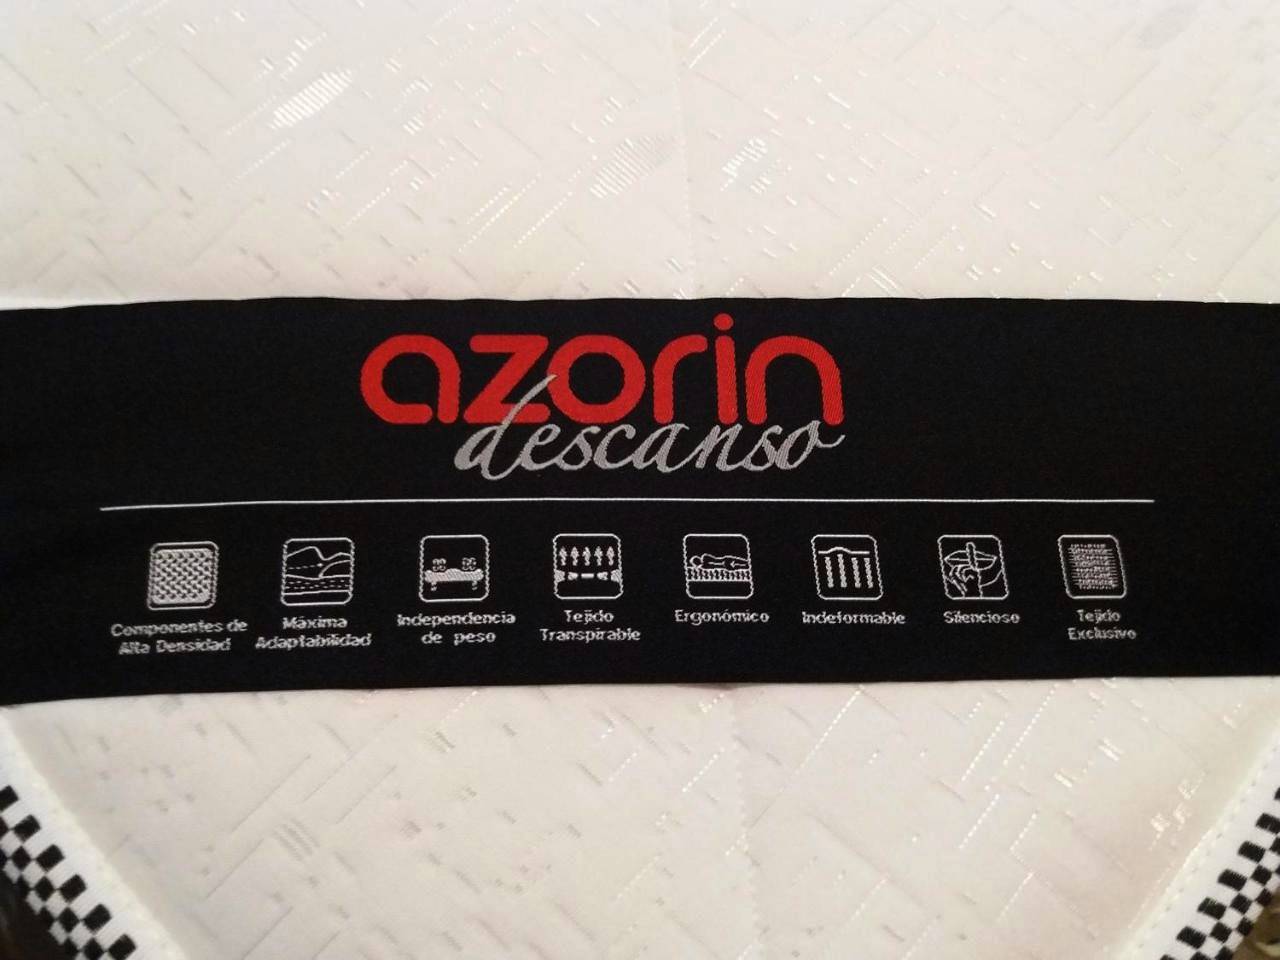 azorin
descanso
Componentes de
Alta Densidad
Máxima
Adaptabilidad
Independencia
de peso
Tejido
Transpirable
Ergonómico
Indeformable
Silencioso
Tejido
Exclusivo